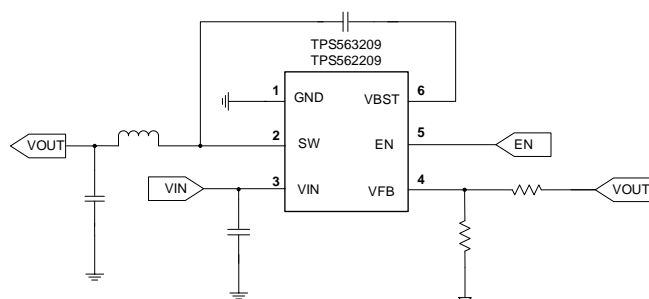 TPS563209
TPS562209
1 GND VBST 6
VOUT 2 SW EN 5 EN
VIN 3 VIN VFB 4 VOUT